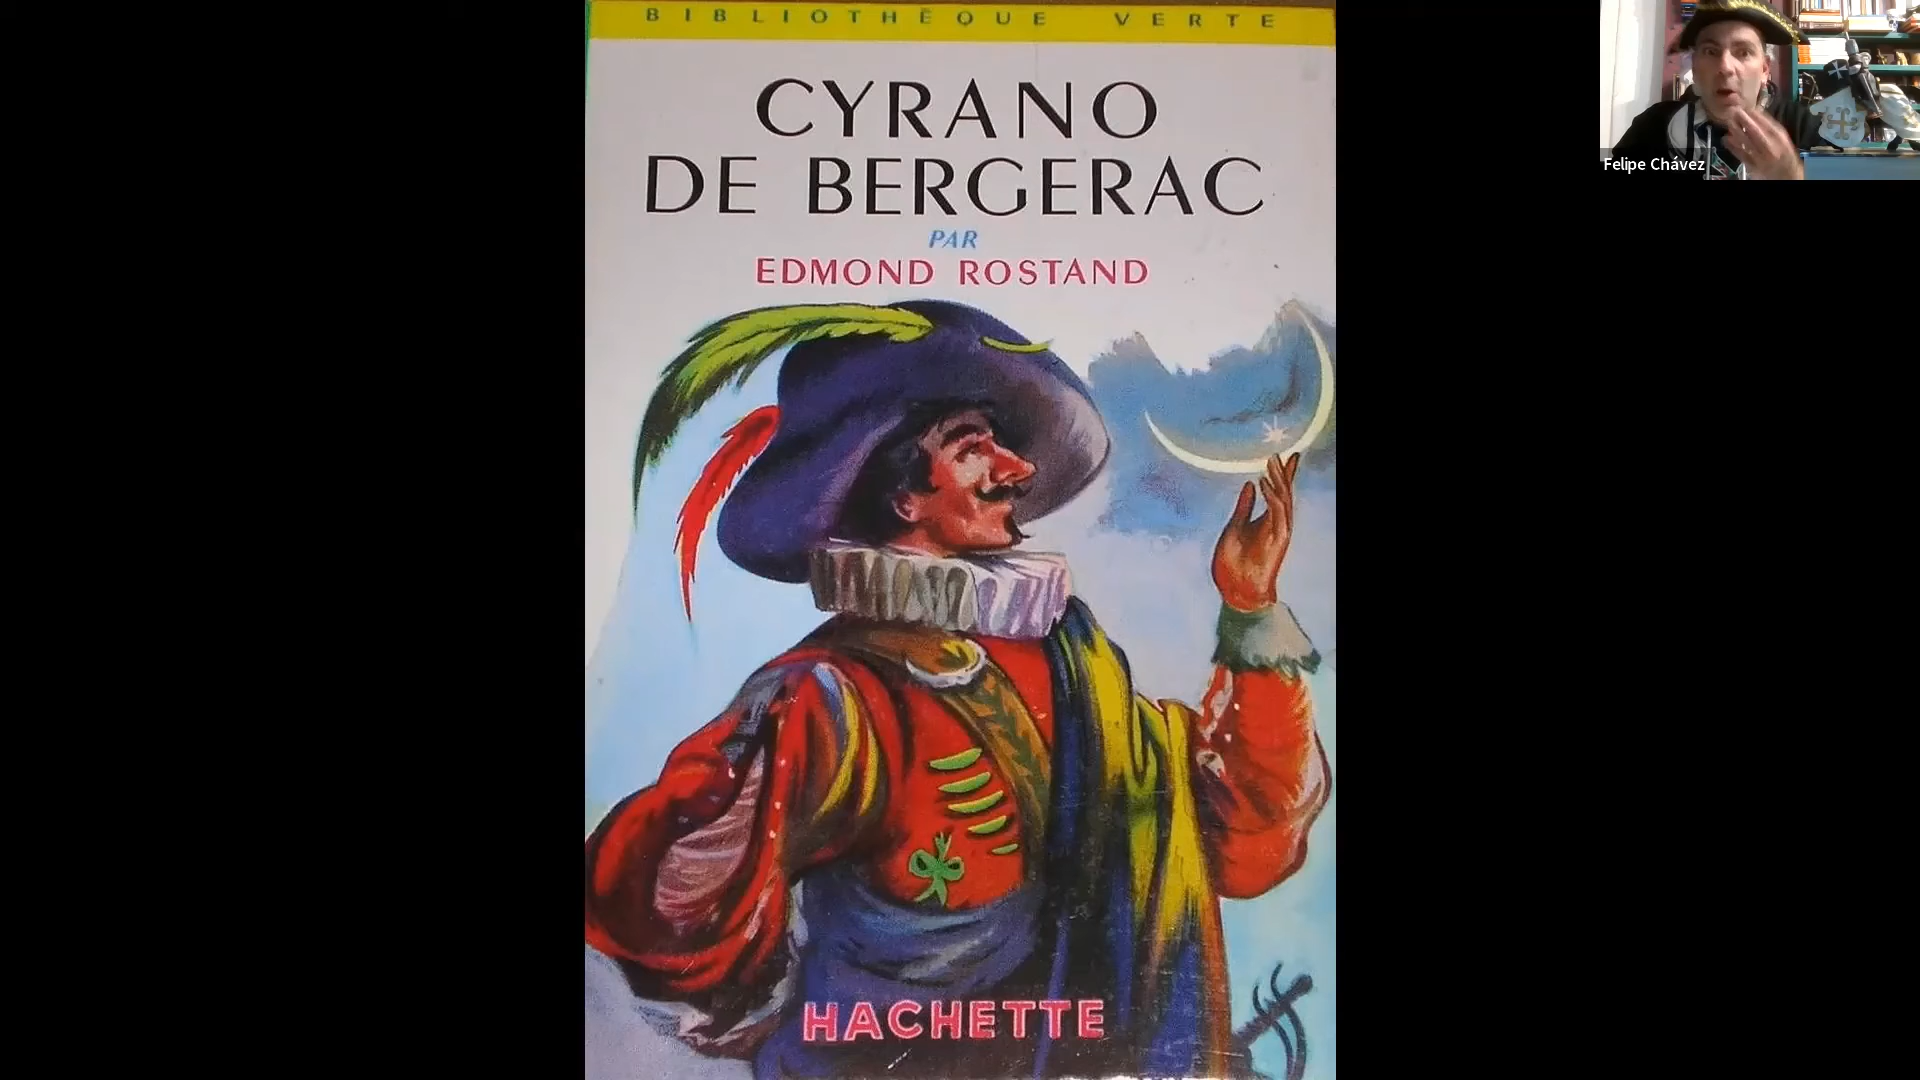 BIBLIOTHÈQUE VERTE
CYRANO
DE BERGERAC
PAR
EDMOND ROSTAND
HACHETTE
Felipe Chávez